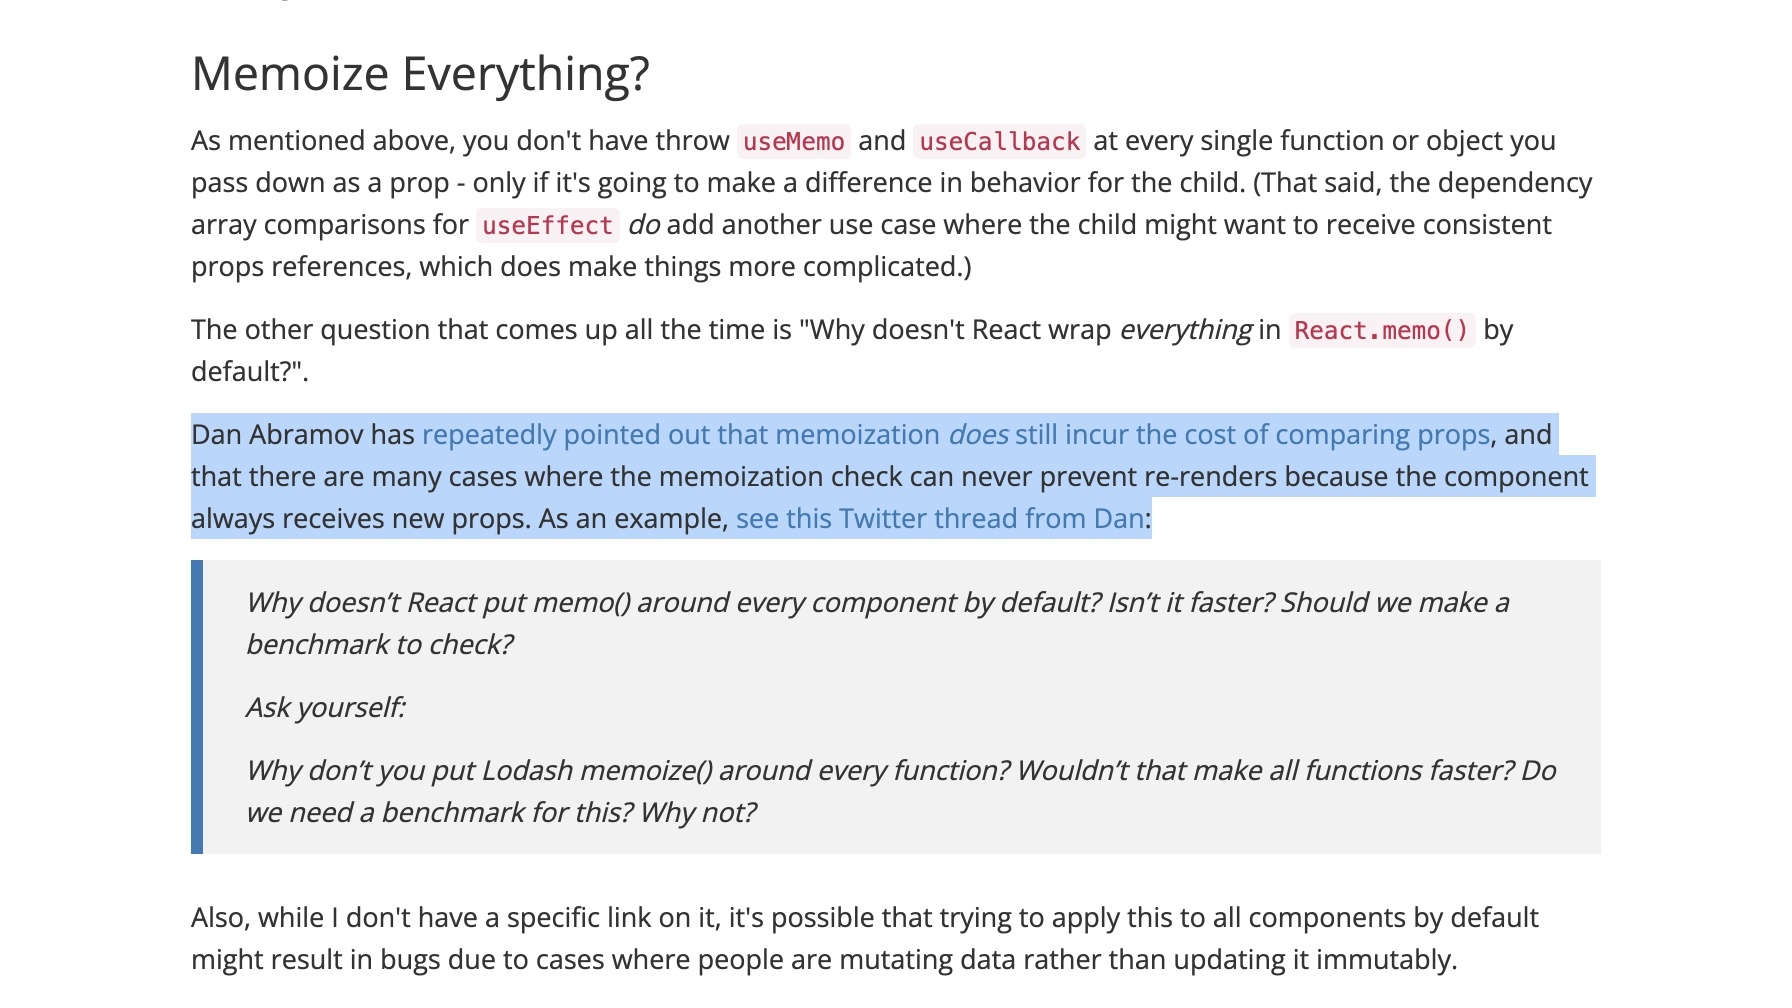 Memoize Everything?
As mentioned above, you don't have throw useMemo and useCallback at every single function or object you
pass down as a prop - only if it's going to make a difference in behavior for the child. (That said, the dependency
array comparisons for useEffect do add another use case where the child might want to receive consistent
props references, which does make things more complicated.)
The other question that comes up all the time is "Why doesn't React wrap everything in React.memo() by
default?".
Dan Abramov has repeatedly pointed out that memoization does still incur the cost of comparing props, and
that there are many cases where the memoization check can never prevent re-renders because the component
always receives new props. As an example, see this Twitter thread from Dan:
Why doesn’t React put memo() around every component by default? Isn’t it faster? Should we make a
benchmark to check?
Ask yourself:
Why don’t you put Lodash memoize() around every function? Wouldn’t that make all functions faster? Do
we need a benchmark for this? Why not?
Also, while I don't have a specific link on it, it's possible that trying to apply this to all components by default
might result in bugs due to cases where people are mutating data rather than updating it immutably.